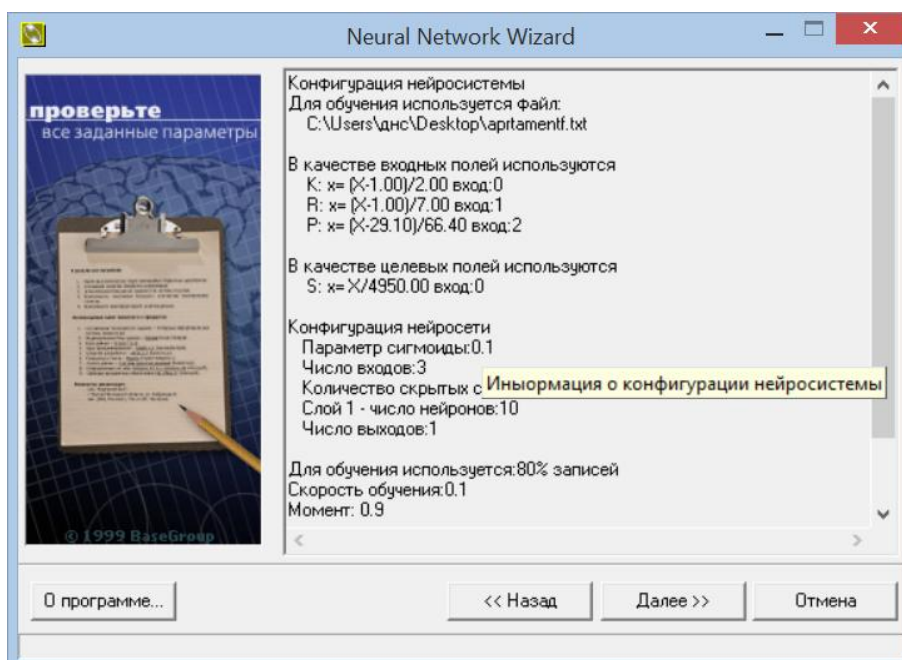 Neural Network Wizard
проверьте
все заданные параметры
© 1999 BaseGroup
Конфигурация нейросистемы
Для обучения используется файл:
C:\Users\днс\Desktop\aprtamentf.txt
В качестве входных полей используются
K: x= (X-1.00)/2.00 вход:0
R: x= (X-1.00)/7.00 вход:1
P: x= (X-29.10)/66.40 вход:2
В качестве целевых полей используются
S: x= X/4950.00 вход:0
Конфигурация нейросети
Параметр сигмоиды:0.1
Число входов:3
Количество скрытых с
Иныормация о конфигурации нейросистемы
Слой 1 - число нейронов:10
Число выходов:1
Для обучения используется:80% записей
Скорость обучения:0.1
Момент: 0.9
О программе...
<< Назад
Далее >>
Отмена